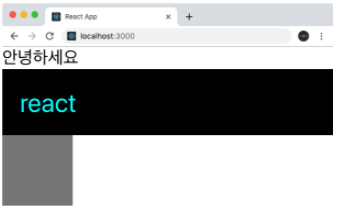 React App
localhost:3000
안녕하세요
react